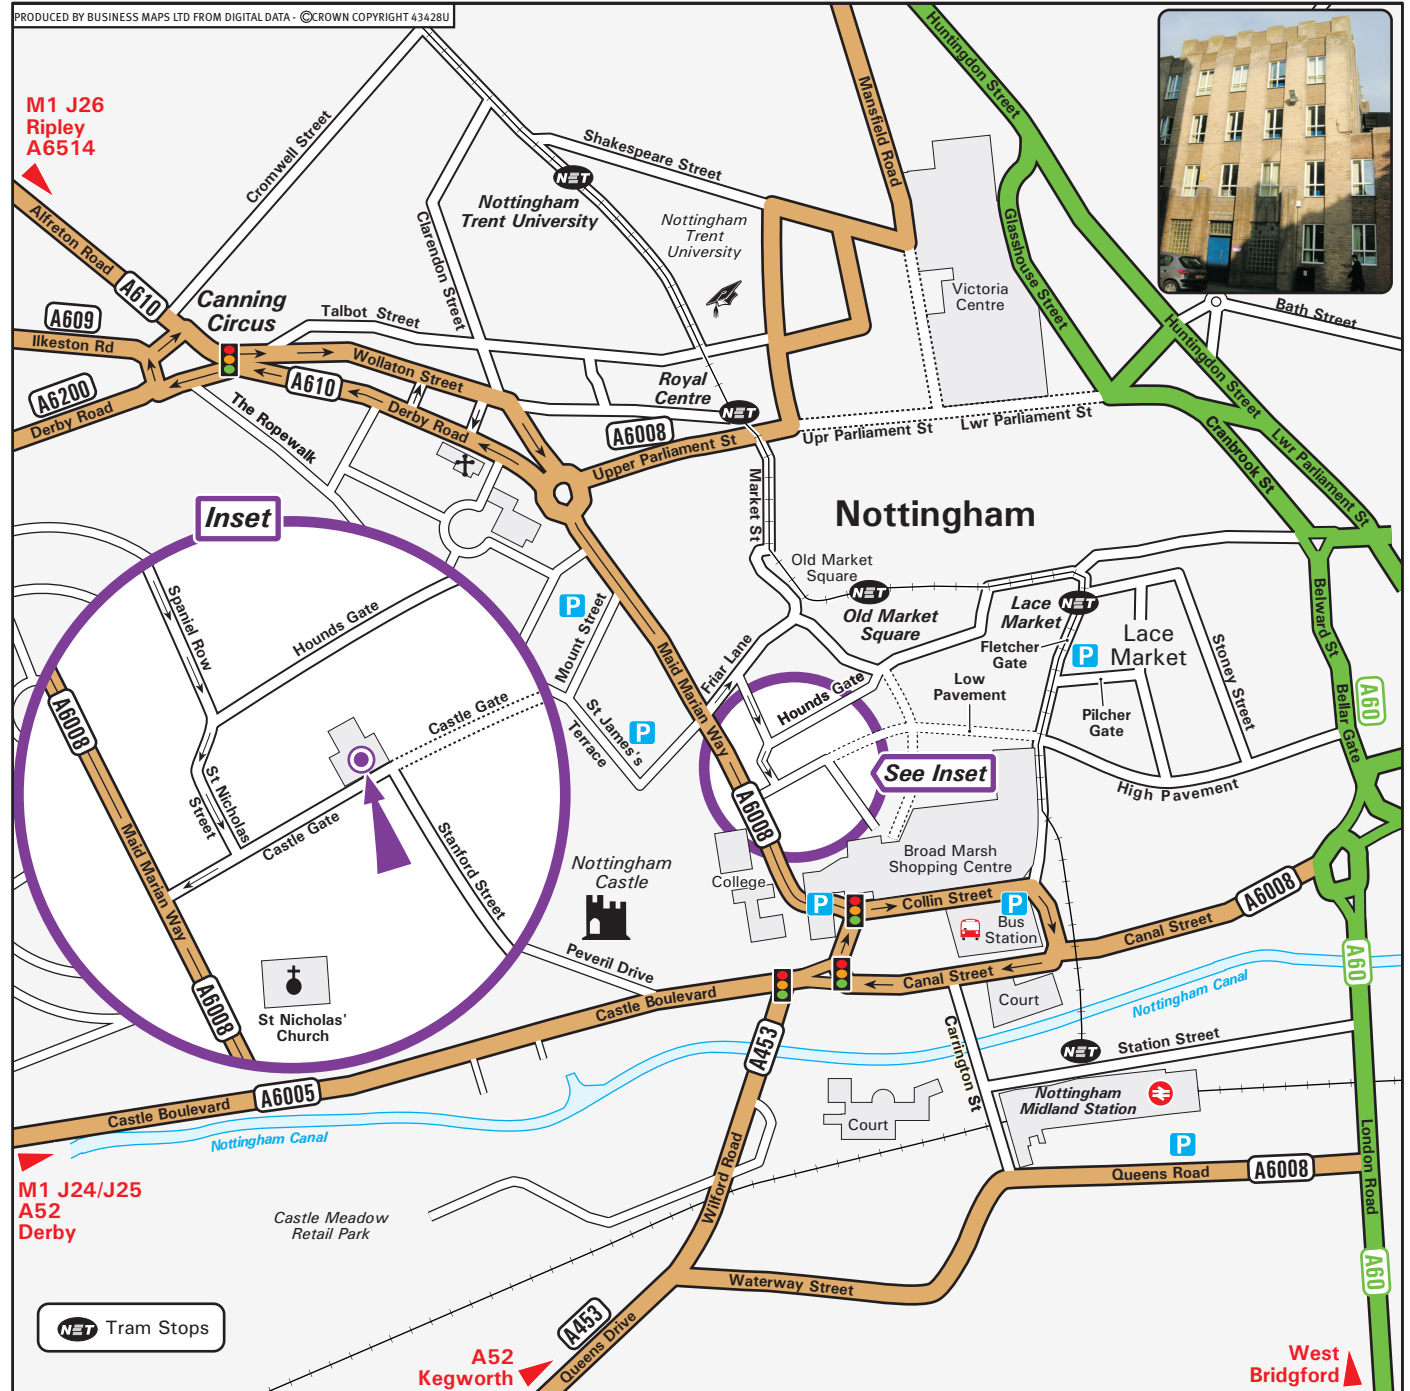 PRODUCED BY BUSINESS MAPS LTD FROM DIGITAL DATA - ©CROWN COPYRIGHT 43428U
M1 J26
Ripley
A6514
Alfreton Road
A610
Cromwell Street
Shakespeare Street
Mansfield Road
Huntingdon Street
NET
Nottingham
Trent University
Nottingham
Trent
University
Clarendon Street
Glasshouse Street
Victoria
Centre
Bath Street
Canning
Circus
Talbot Street
A609
Ilkeston Rd
A6200
Derby Road
Wollaton Street
A610
Derby Road
Royal
Centre
NET
A6008
Upper Parliament St
Upr Parliament St
Lwr Parliament St
Huntingdon Street
Cranbrook St
Lwr Parliament St
The Ropewalk
Market St
Nottingham
Inset
Old Market
Square
NET
Old Market
Square
Lace
Market
NET
Fletcher
Gate
P
Lace
Market
Low
Pavement
Pilcher
Gate
Stoney Street
Belward St
Bellar Gate
A60
High Pavement
P
Mount Street
Maid Marian Way
Friar Lane
Hounds Gate
St James's
Terrace
P
See Inset
A6008
Spaniel Row
Hounds Gate
A6008
Castle Gate
St Nicholas
Street
Castle Gate
Maid Marian Way
Stanford Street
A6008
St Nicholas'
Church
Nottingham
Castle
College
Broad Marsh
Shopping Centre
P
Collin Street
P
Bus
Station
A6008
Canal Street
Canal Street
Peveril Drive
Castle Boulevard
Court
Nottingham Canal
A60
A453
Carrington St
NET
Station Street
A6005
Castle Boulevard
Nottingham Canal
Court
Nottingham
Midland Station
P
M1 J24/J25
A52
Derby
Castle Meadow
Retail Park
Wilford Road
Queens Road
A6008
London Road
A60
Waterway Street
NET Tram Stops
A453
Queens Drive
A52
Kegworth
West
Bridgford